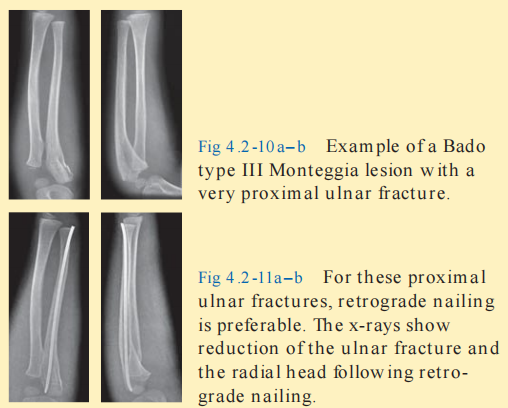 Fig 4.2-10a–b Example of a Bado
type III Monteggia lesion with a
very proximal ulnar fracture.
Fig 4.2-11a–b For these proximal
ulnar fractures, retrograde nailing
is preferable. The x-rays show
reduction of the ulnar fracture and
the radial head following retro-
grade nailing.